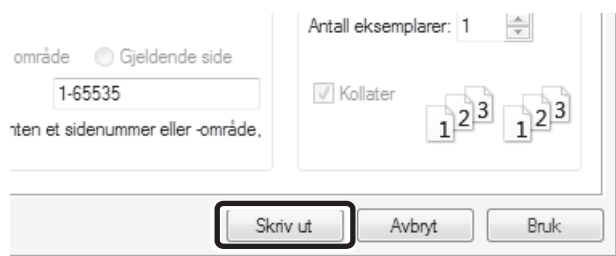 Antall eksemplarer: 1
område Gjeldende side
1-65535
Kollater
1 2 3 1 2 3
nten et sidenummer eller -område,
Skriv ut Avbryt Bruk